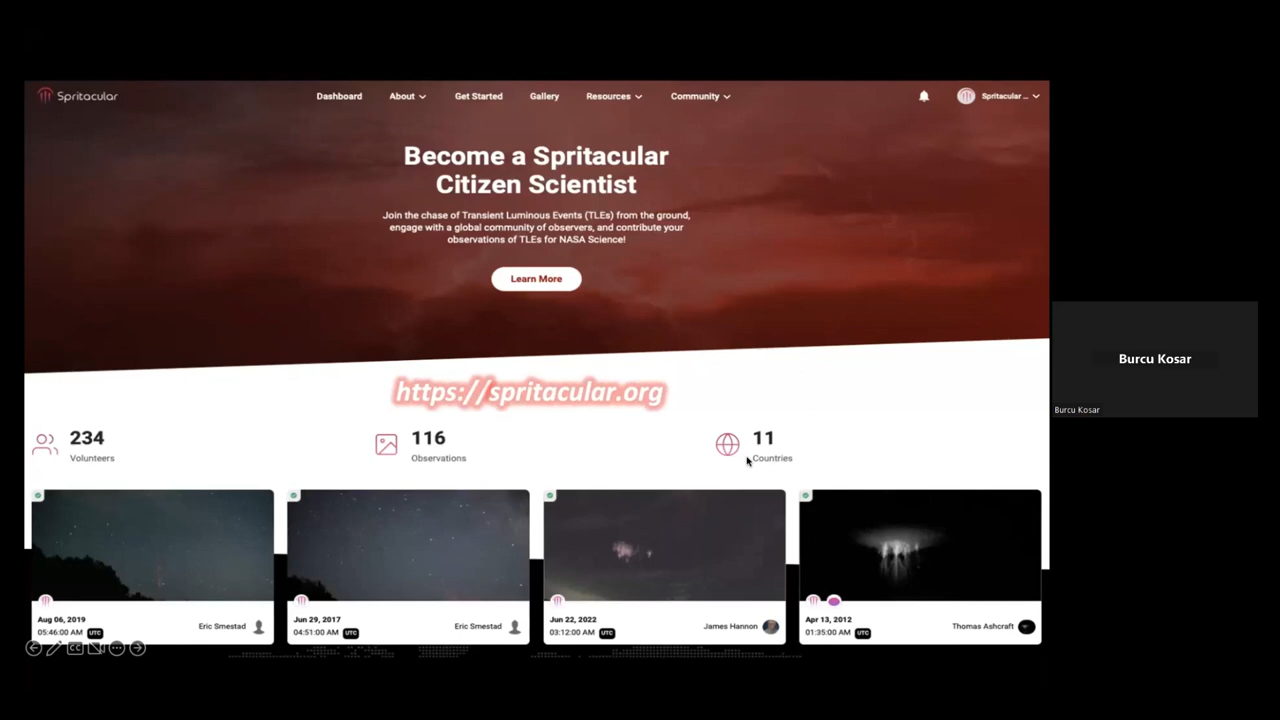 Spritacular
Dashboard About Get Started Gallery Resources Community Spritacular ...
Become a Spritacular
Citizen Scientist
Join the chase of Transient Luminous Events (TLEs) from the ground,
engage with a global community of observers, and contribute your
observations of TLEs for NASA Science!
Learn More
https://spritacular.org
234
Volunteers
116
Observations
11
Countries
Aug 06, 2019
05:46:00 AM UTC
Eric Smestad
Jun 29, 2017
04:51:00 AM UTC
Eric Smestad
Jun 22, 2022
03:12:00 AM UTC
James Hannon
Apr 13, 2012
01:35:00 AM UTC
Thomas Ashcraft
CC
Burcu Kosar
Burcu Kosar